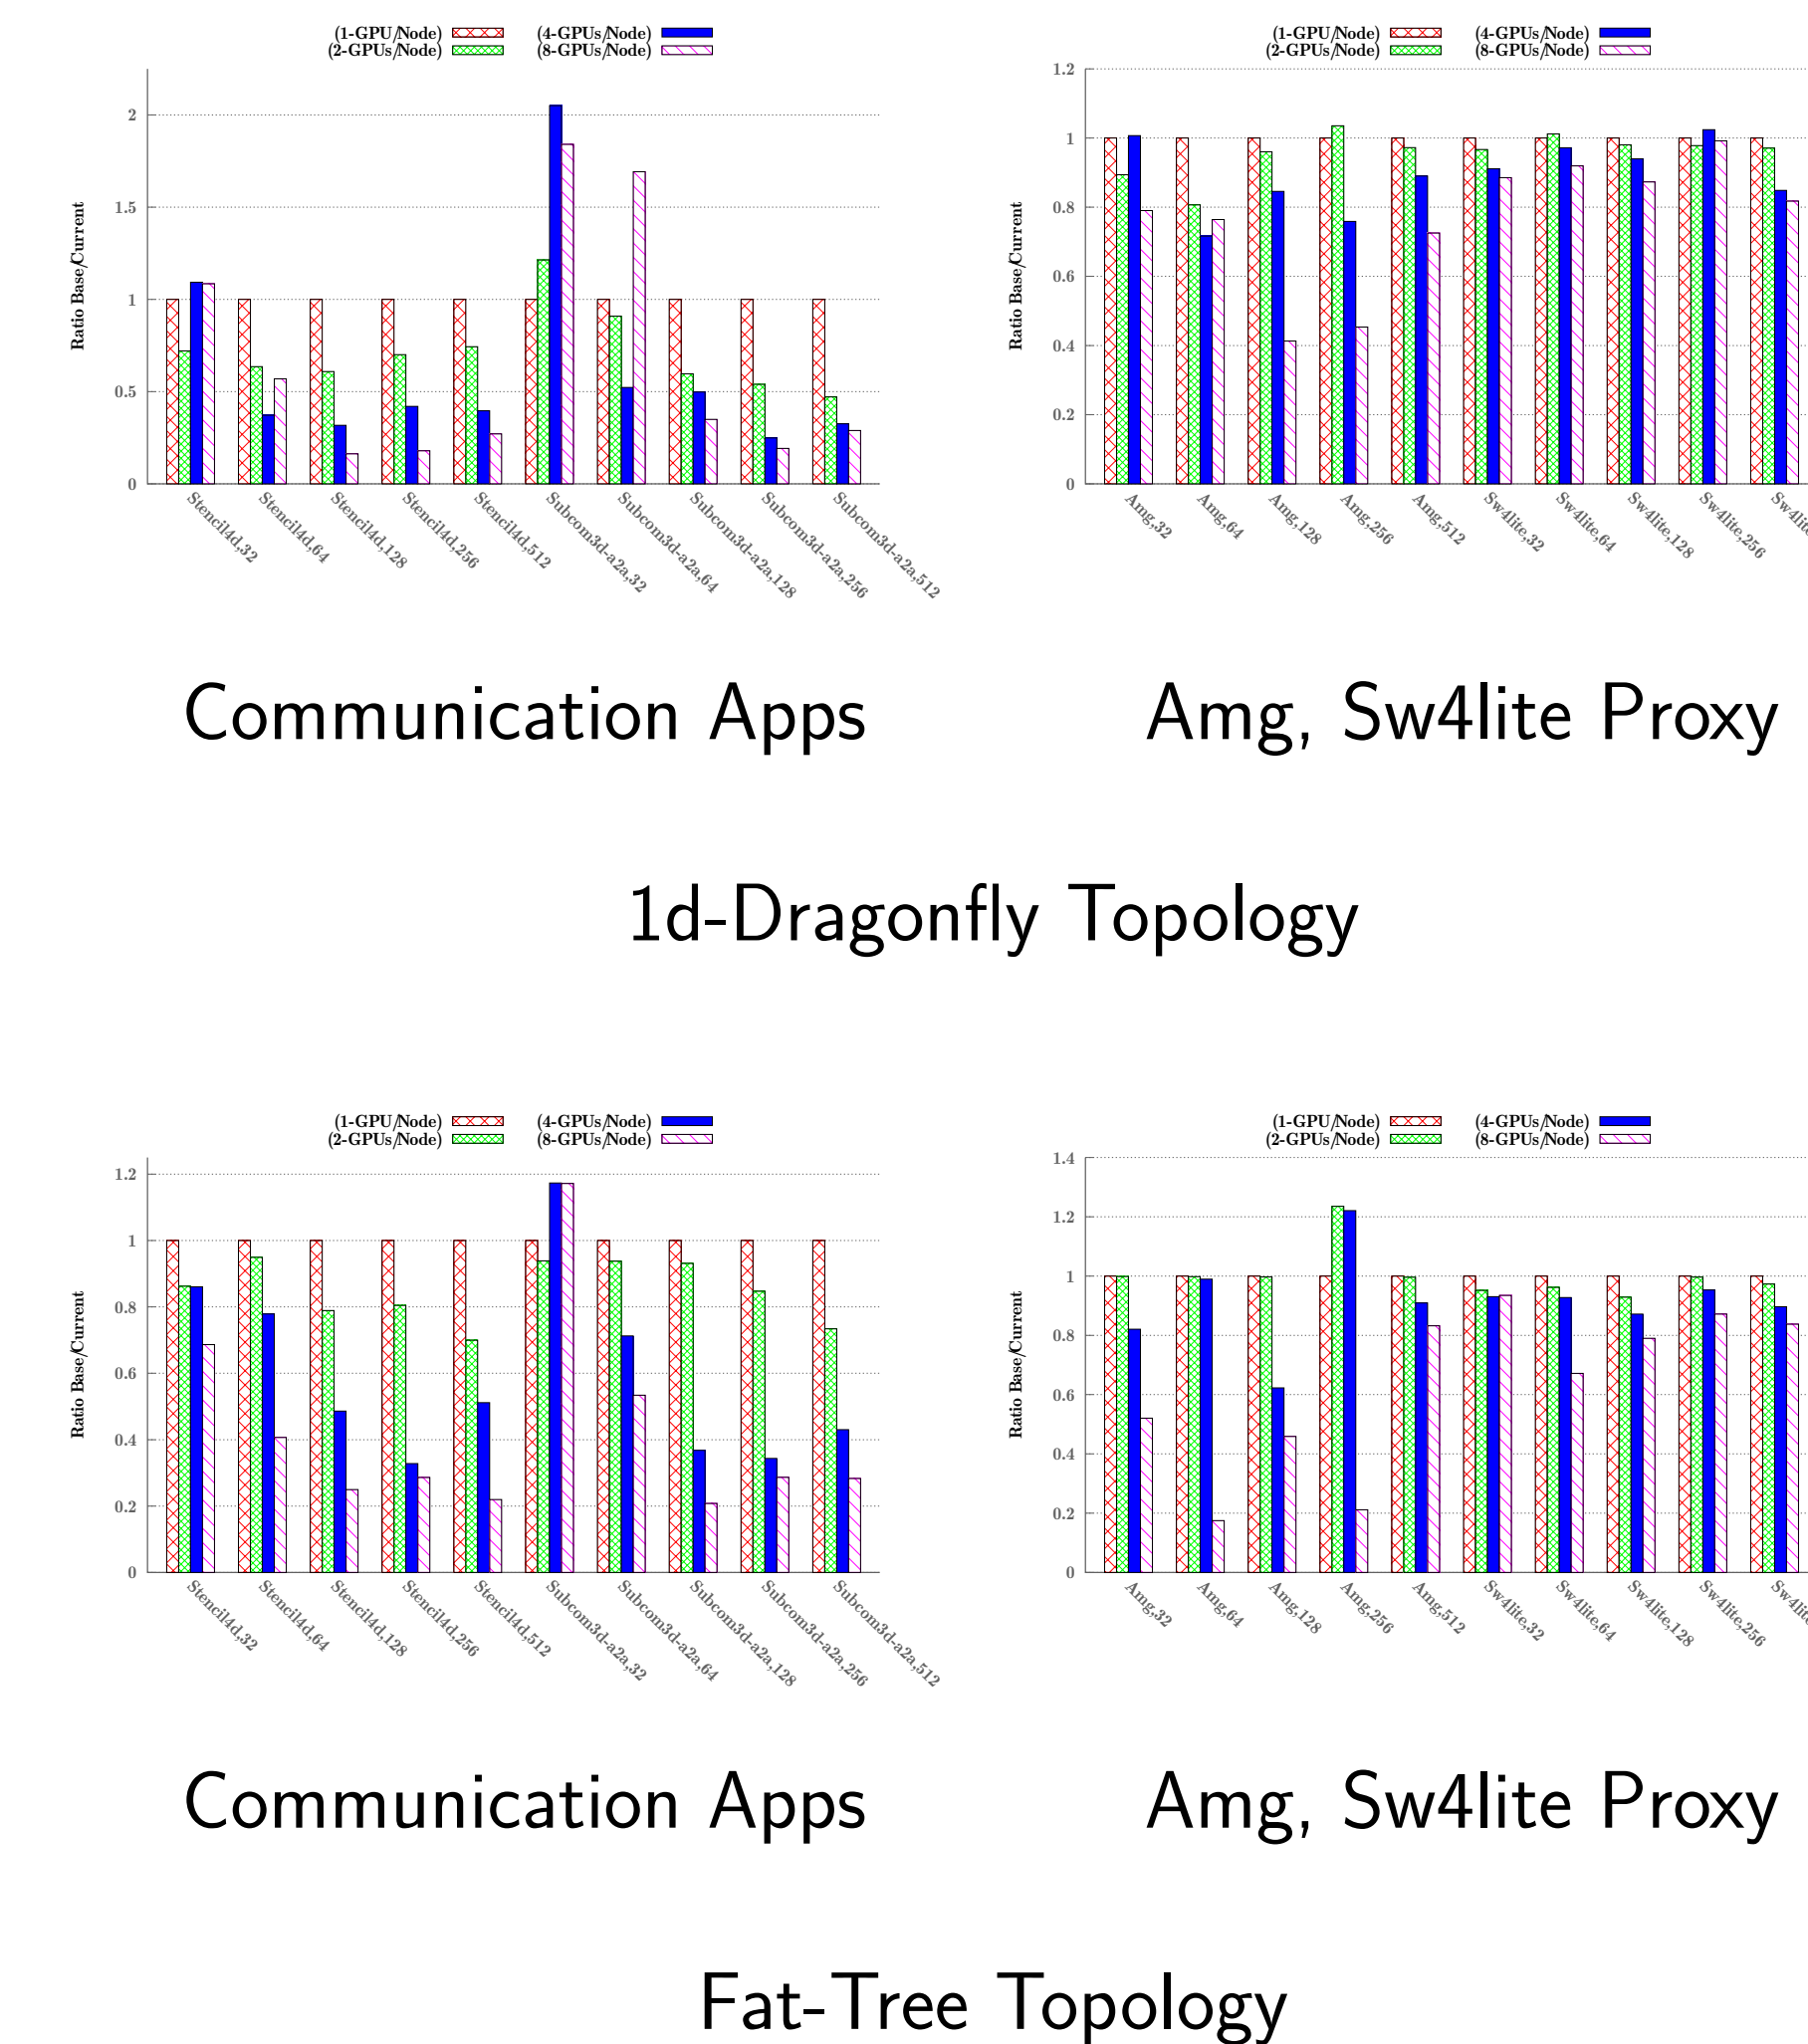 (1-GPU/Node)
(2-GPUs/Node)
(4-GPUs/Node)
(8-GPUs/Node)
Ratio Base/Current
2
1.5
1
0.5
0
Stencil4d,32
Stencil4d,64
Stencil4d,128
Stencil4d,256
Stencil4d,512
Subcom3d-a2a,32
Subcom3d-a2a,64
Subcom3d-a2a,128
Subcom3d-a2a,256
Subcom3d-a2a,512
Communication Apps
(1-GPU/Node)
(2-GPUs/Node)
(4-GPUs/Node)
(8-GPUs/Node)
Ratio Base/Current
1.2
1
0.8
0.6
0.4
0.2
0
Amg,32
Amg,64
Amg,128
Amg,256
Amg,512
Sw4lite,32
Sw4lite,64
Sw4lite,128
Sw4lite,256
Amg, Sw4lite Proxy
1d-Dragonfly Topology
(1-GPU/Node)
(2-GPUs/Node)
(4-GPUs/Node)
(8-GPUs/Node)
Ratio Base/Current
1.2
1
0.8
0.6
0.4
0.2
0
Stencil4d,32
Stencil4d,64
Stencil4d,128
Stencil4d,256
Stencil4d,512
Subcom3d-a2a,32
Subcom3d-a2a,64
Subcom3d-a2a,128
Subcom3d-a2a,256
Subcom3d-a2a,512
Communication Apps
(1-GPU/Node)
(2-GPUs/Node)
(4-GPUs/Node)
(8-GPUs/Node)
Ratio Base/Current
1.4
1.2
1
0.8
0.6
0.4
0.2
0
Amg,32
Amg,64
Amg,128
Amg,256
Amg,512
Sw4lite,32
Sw4lite,64
Sw4lite,128
Sw4lite,256
Amg, Sw4lite Proxy
Fat-Tree Topology